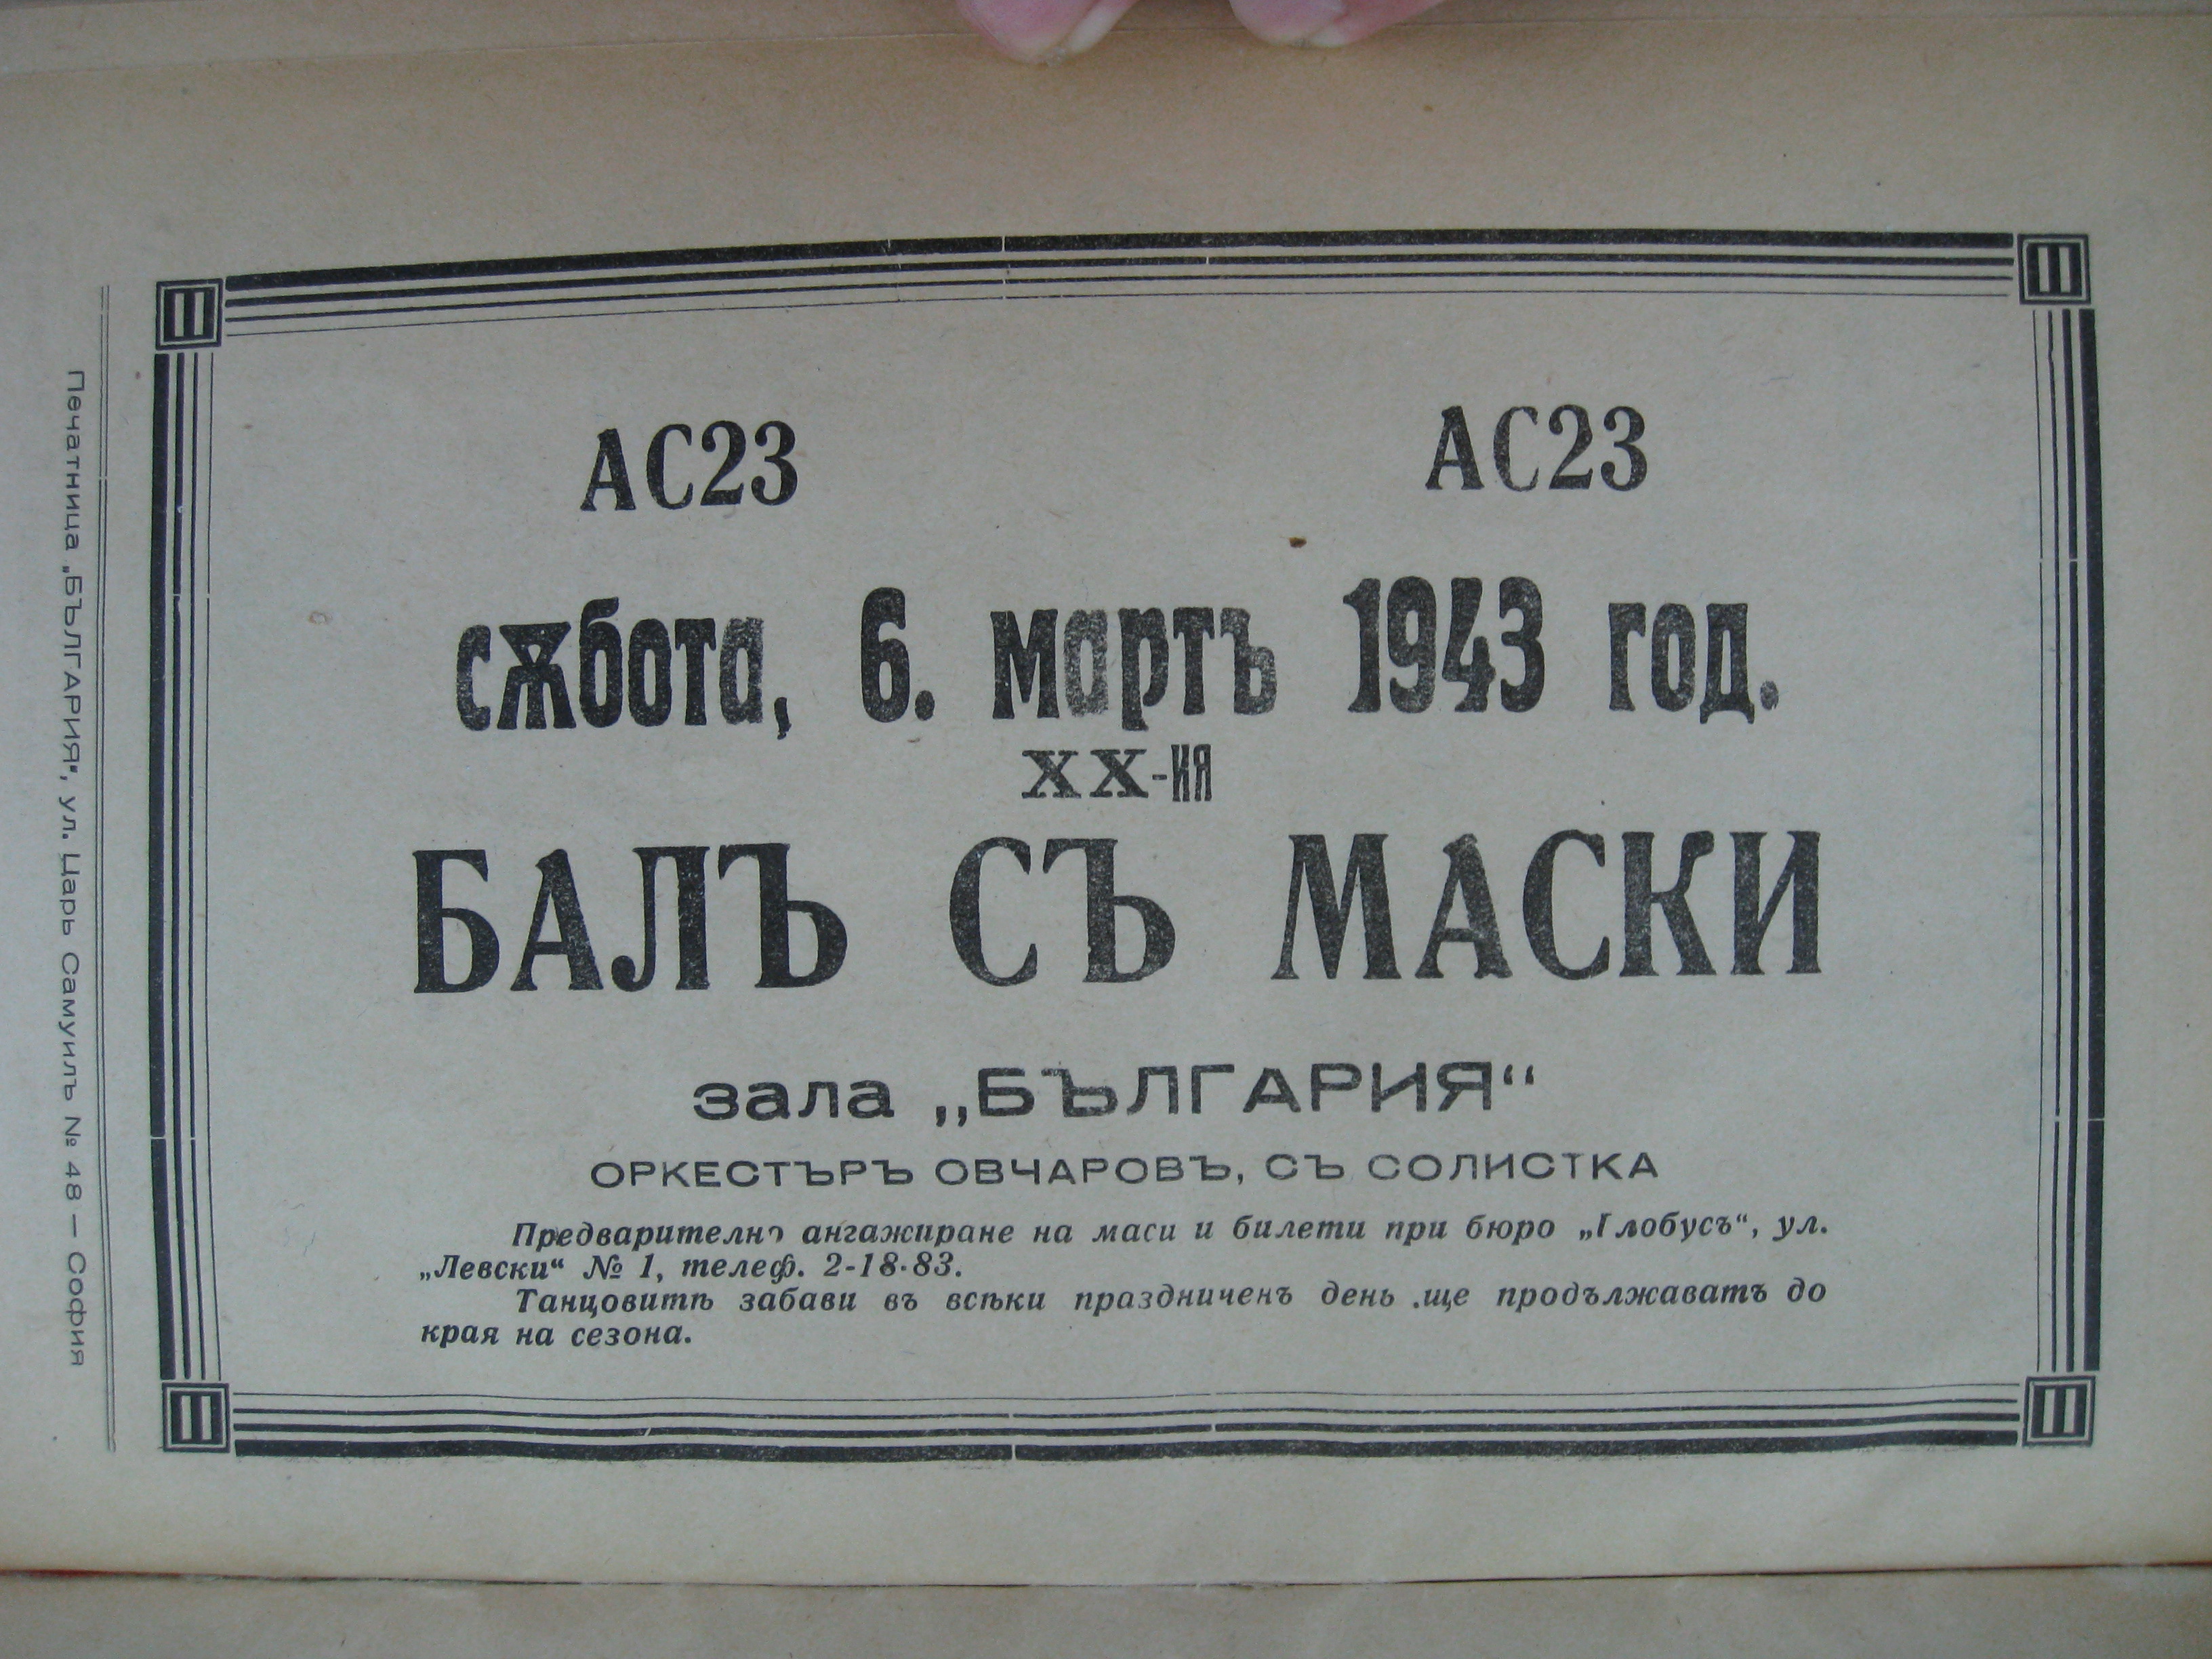 АС23 АС23
сѫбота, 6. мартъ 1943 год.
XX-ия
БАЛЪ СЪ МАСКИ
зала „БЪЛГАРИЯ“
ОРКЕСТЪРЪ ОВЧАРОВЪ, СЪ СОЛИСТКА
Предварително ангажиране на маси и билети при бюро „Глобусъ“, ул.
„Левски“ № 1, телеф. 2-18-83.
Танцовитѣ забави въ всѣки праздниченъ день ще продължаватъ до
края на сезона.
Печатница „БЪЛГАРИЯ“, ул. Царь Самуилъ № 48 — София